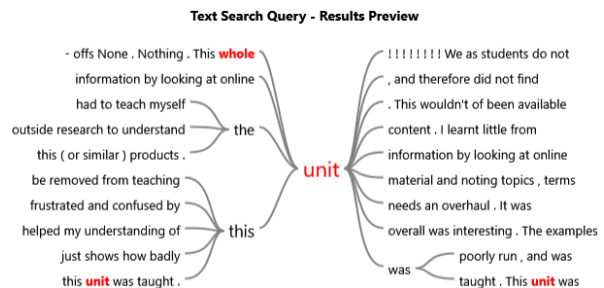 Text Search Query - Results Preview
- offs None . Nothing . This whole
information by looking at online
had to teach myself
outside research to understand
this ( or similar ) products .
the
be removed from teaching
frustrated and confused by
helped my understanding of
just shows how badly
this unit was taught .
this
unit
! ! ! ! ! ! ! ! We as students do not
, and therefore did not find
. This wouldn't of been available
content . I learnt little from
information by looking at online
material and noting topics , terms
needs an overhaul . It was
overall was interesting . The examples
was
poorly run , and was
taught . This unit was